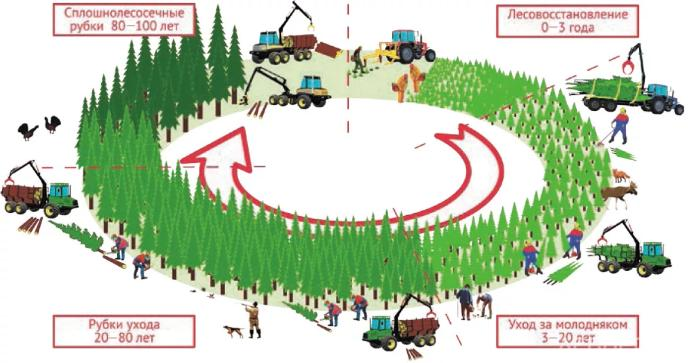 Сплошнолесосечные
рубки 80—100 лет
Лесовосстановление
0—3 года
Рубки ухода
20—80 лет
Уход за молодняком
3—20 лет